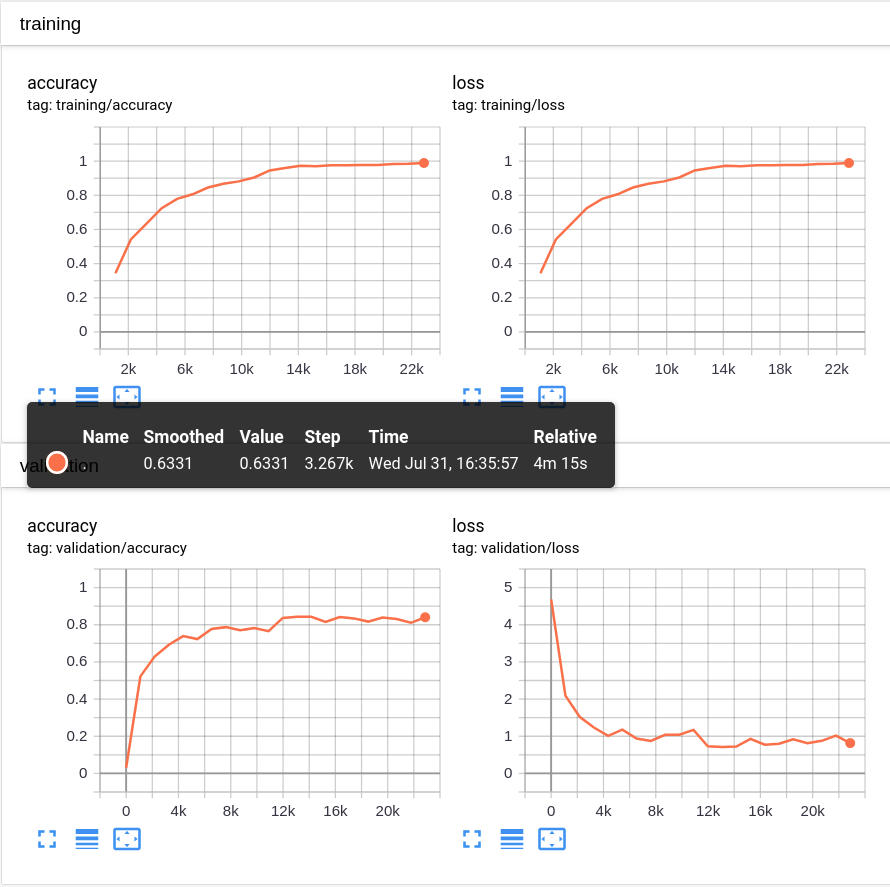 training
accuracy
tag: training/accuracy
1
0.8
0.6
0.4
0.2
0
2k 6k 10k 14k 18k 22k
loss
tag: training/loss
1
0.8
0.6
0.4
0.2
0
2k 6k 10k 14k 18k 22k
Name Smoothed Value Step Time Relative
. 0.6331 0.6331 3.267k Wed Jul 31, 16:35:57 4m 15s
validation
accuracy
tag: validation/accuracy
1
0.8
0.6
0.4
0.2
0
0 4k 8k 12k 16k 20k
loss
tag: validation/loss
5
4
3
2
1
0
0 4k 8k 12k 16k 20k